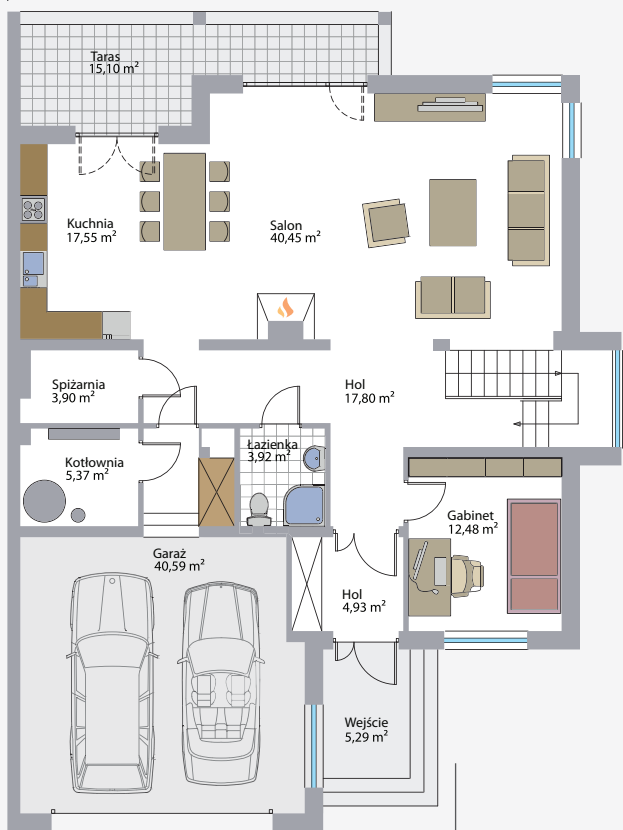 Taras
15,10 m²
Kuchnia
17,55 m²
Salon
40,45 m²
Spiżarnia
3,90 m²
Hol
17,80 m²
Łazienka
3,92 m²
Kotłownia
5,37 m²
Gabinet
12,48 m²
Garaż
40,59 m²
Hol
4,93 m²
Wejście
5,29 m²